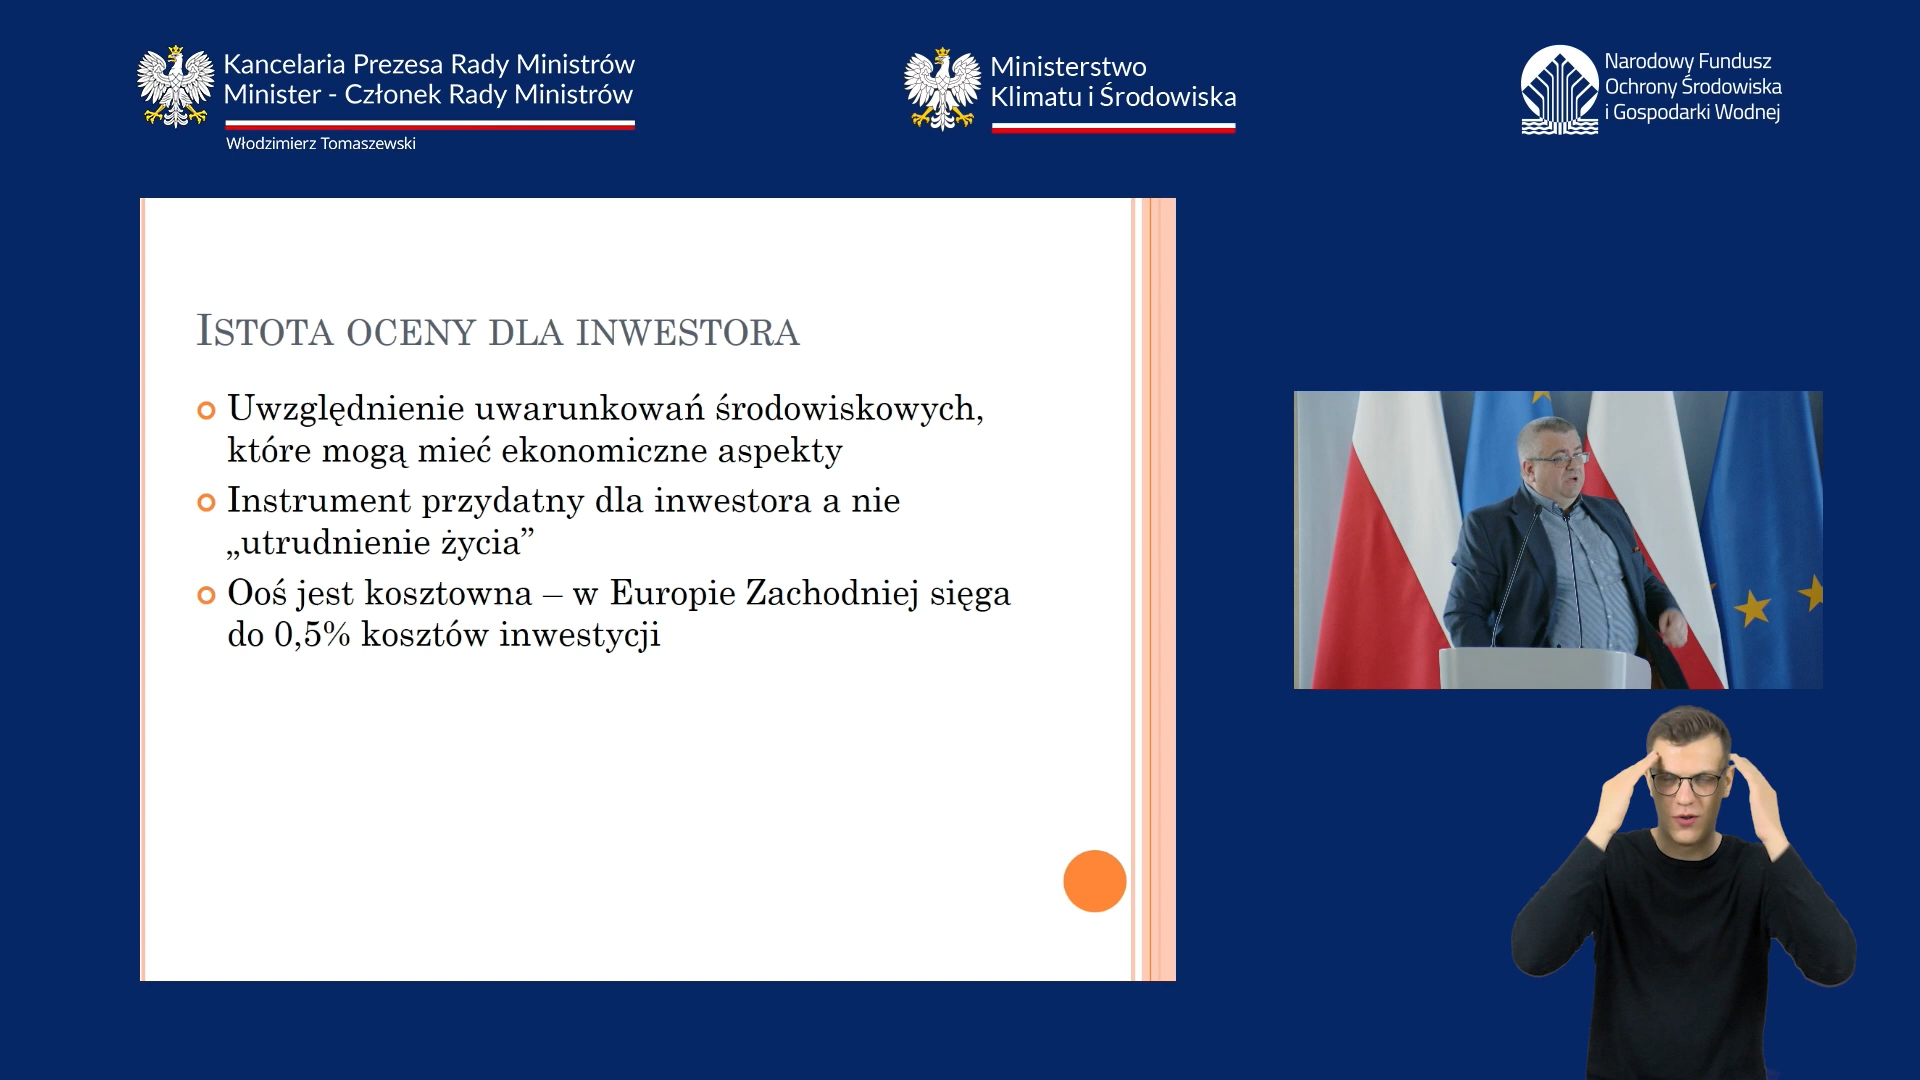 Kancelaria Prezesa Rady Ministrów
Minister - Członek Rady Ministrów
Włodzimierz Tomaszewski
Ministerstwo
Klimatu i Środowiska
Narodowy Fundusz
Ochrony Środowiska
i Gospodarki Wodnej
Istota oceny dla inwestora
Uwzględnienie uwarunkowań środowiskowych,
które mogą mieć ekonomiczne aspekty
Instrument przydatny dla inwestora a nie
„utrudnienie życia”
Ooś jest kosztowna – w Europie Zachodniej sięga
do 0,5% kosztów inwestycji